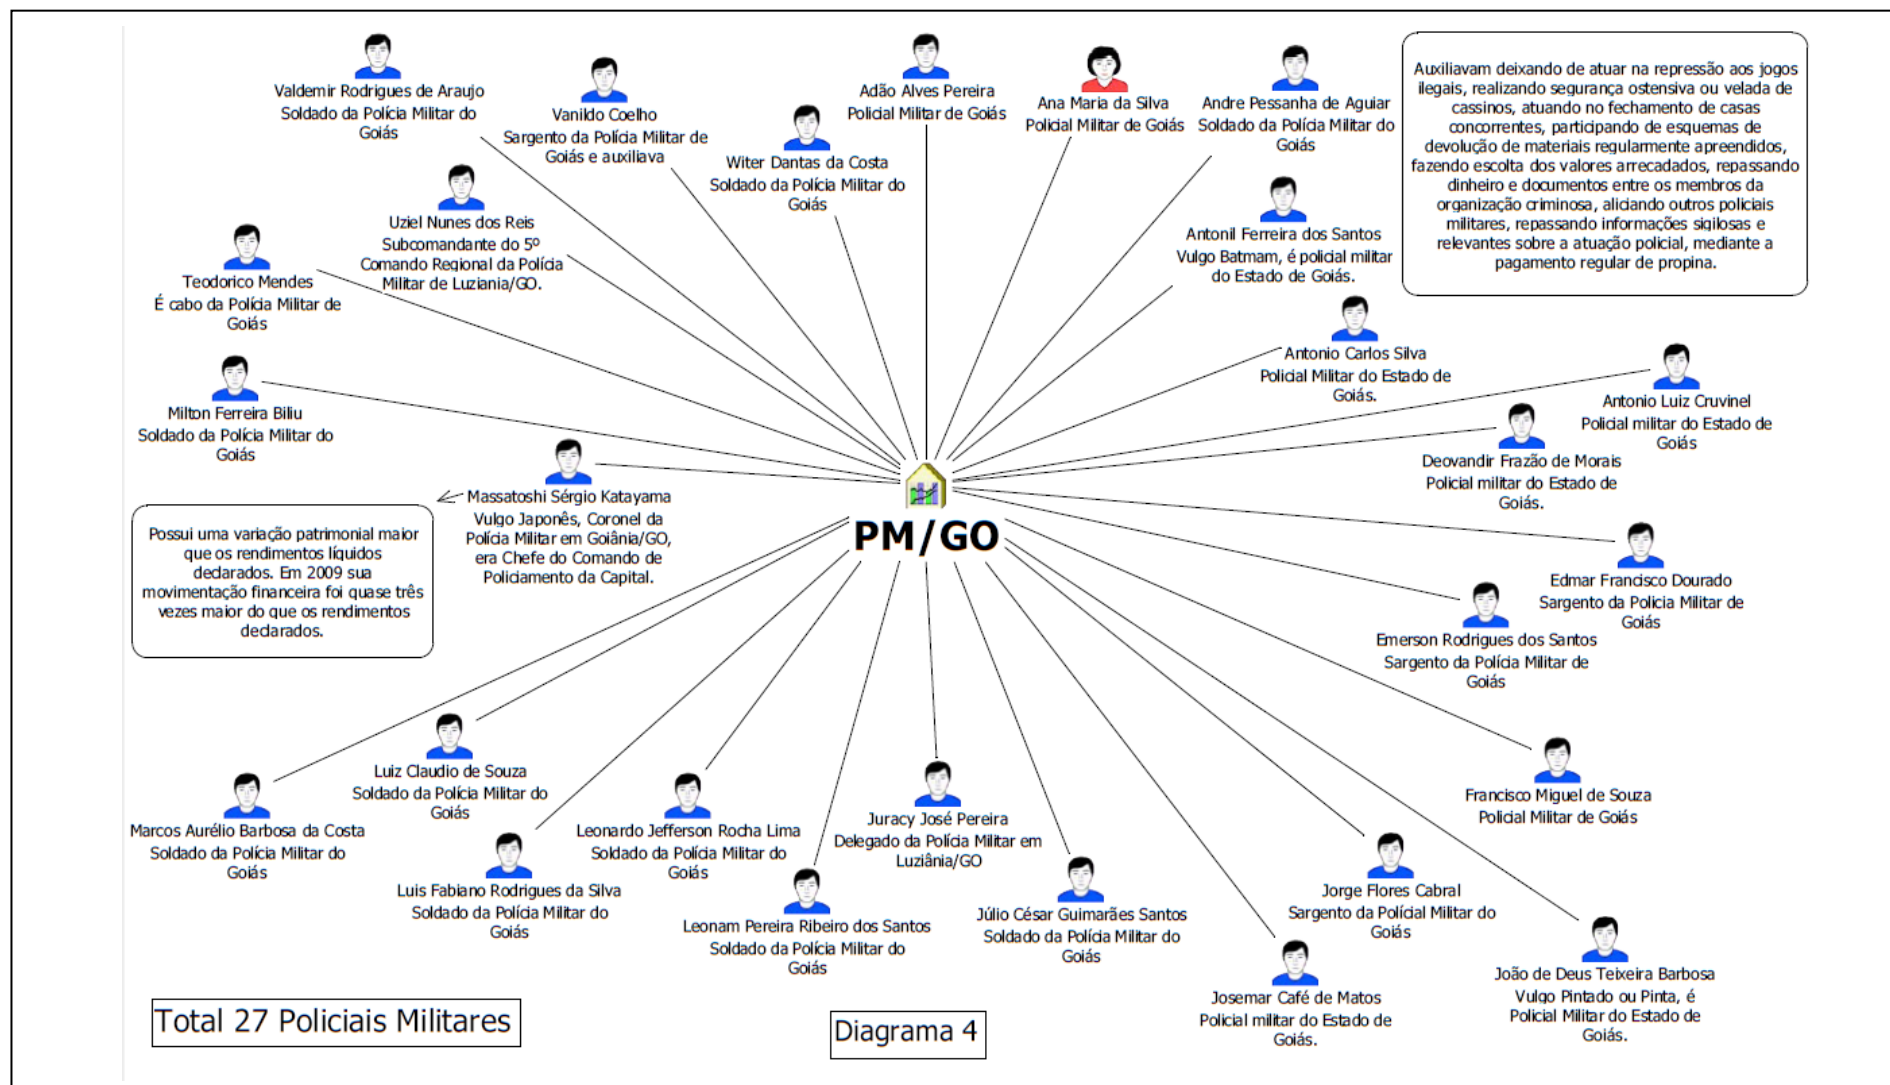 Valdemir Rodrigues de Araujo
Soldado da Polícia Militar do
Goiás
Vanildo Coelho
Sargento da Polícia Militar de
Goiás e auxiliava
Adão Alves Pereira
Policial Militar de Goiás
Ana Maria da Silva
Policial Militar de Goiás
Andre Pessanha de Aguiar
Soldado da Polícia Militar do
Goiás
Auxiliavam deixando de atuar na repressão aos jogos
ilegais, realizando segurança ostensiva ou velada de
cassinos, atuando no fechamento de casas
concorrentes, participando de esquemas de
devolução de materiais regularmente apreendidos,
fazendo escolta dos valores arrecadados, repassando
dinheiro e documentos entre os membros da
organização criminosa, aliciando outros policiais
militares, repassando informações sigilosas e
relevantes sobre a atuação policial, mediante a
pagamento regular de propina.
Witer Dantas da Costa
Soldado da Polícia Militar do
Goiás
Uziel Nunes dos Reis
Subcomandante do 5º
Comando Regional da Polícia
Militar de Luziania/GO.
Antonil Ferreira dos Santos
Vulgo Batmam, é policial militar
do Estado de Goiás.
Teodorico Mendes
É cabo da Polícia Militar de
Goiás
Antonio Carlos Silva
Policial Militar do Estado de
Goiás.
Antonio Luiz Cruvinel
Policial militar do Estado de
Goiás
Milton Ferreira Biliu
Soldado da Polícia Militar do
Goiás
Deovandir Frazão de Morais
Policial militar do Estado de
Goiás.
Massatoshi Sérgio Katayama
Vulgo Japonês, Coronel da
Polícia Militar em Goiânia/GO,
era Chefe do Comando de
Policiamento da Capital.
PM/GO
Possui uma variação patrimonial maior
que os rendimentos líquidos
declarados. Em 2009 sua
movimentação financeira foi quase três
vezes maior do que os rendimentos
declarados.
Edmar Francisco Dourado
Sargento da Policia Militar de
Goiás
Emerson Rodrigues dos Santos
Sargento da Polícia Militar de
Goiás
Luiz Claudio de Souza
Soldado da Polícia Militar do
Goiás
Francisco Miguel de Souza
Policial Militar de Goiás
Marcos Aurélio Barbosa da Costa
Soldado da Polícia Militar do
Goiás
Leonardo Jefferson Rocha Lima
Soldado da Polícia Militar do
Goiás
Juracy José Pereira
Delegado da Polícia Militar em
Luziânia/GO
Luis Fabiano Rodrigues da Silva
Soldado da Polícia Militar do
Goiás
Jorge Flores Cabral
Sargento da Polícial Militar do
Goiás
Leonam Pereira Ribeiro dos Santos
Soldado da Polícia Militar do
Goiás
Júlio César Guimarães Santos
Soldado da Polícia Militar do
Goiás
Josemar Café de Matos
Policial militar do Estado de
Goiás.
João de Deus Teixeira Barbosa
Vulgo Pintado ou Pinta, é
Policial Militar do Estado de
Goiás.
Total 27 Policiais Militares
Diagrama 4